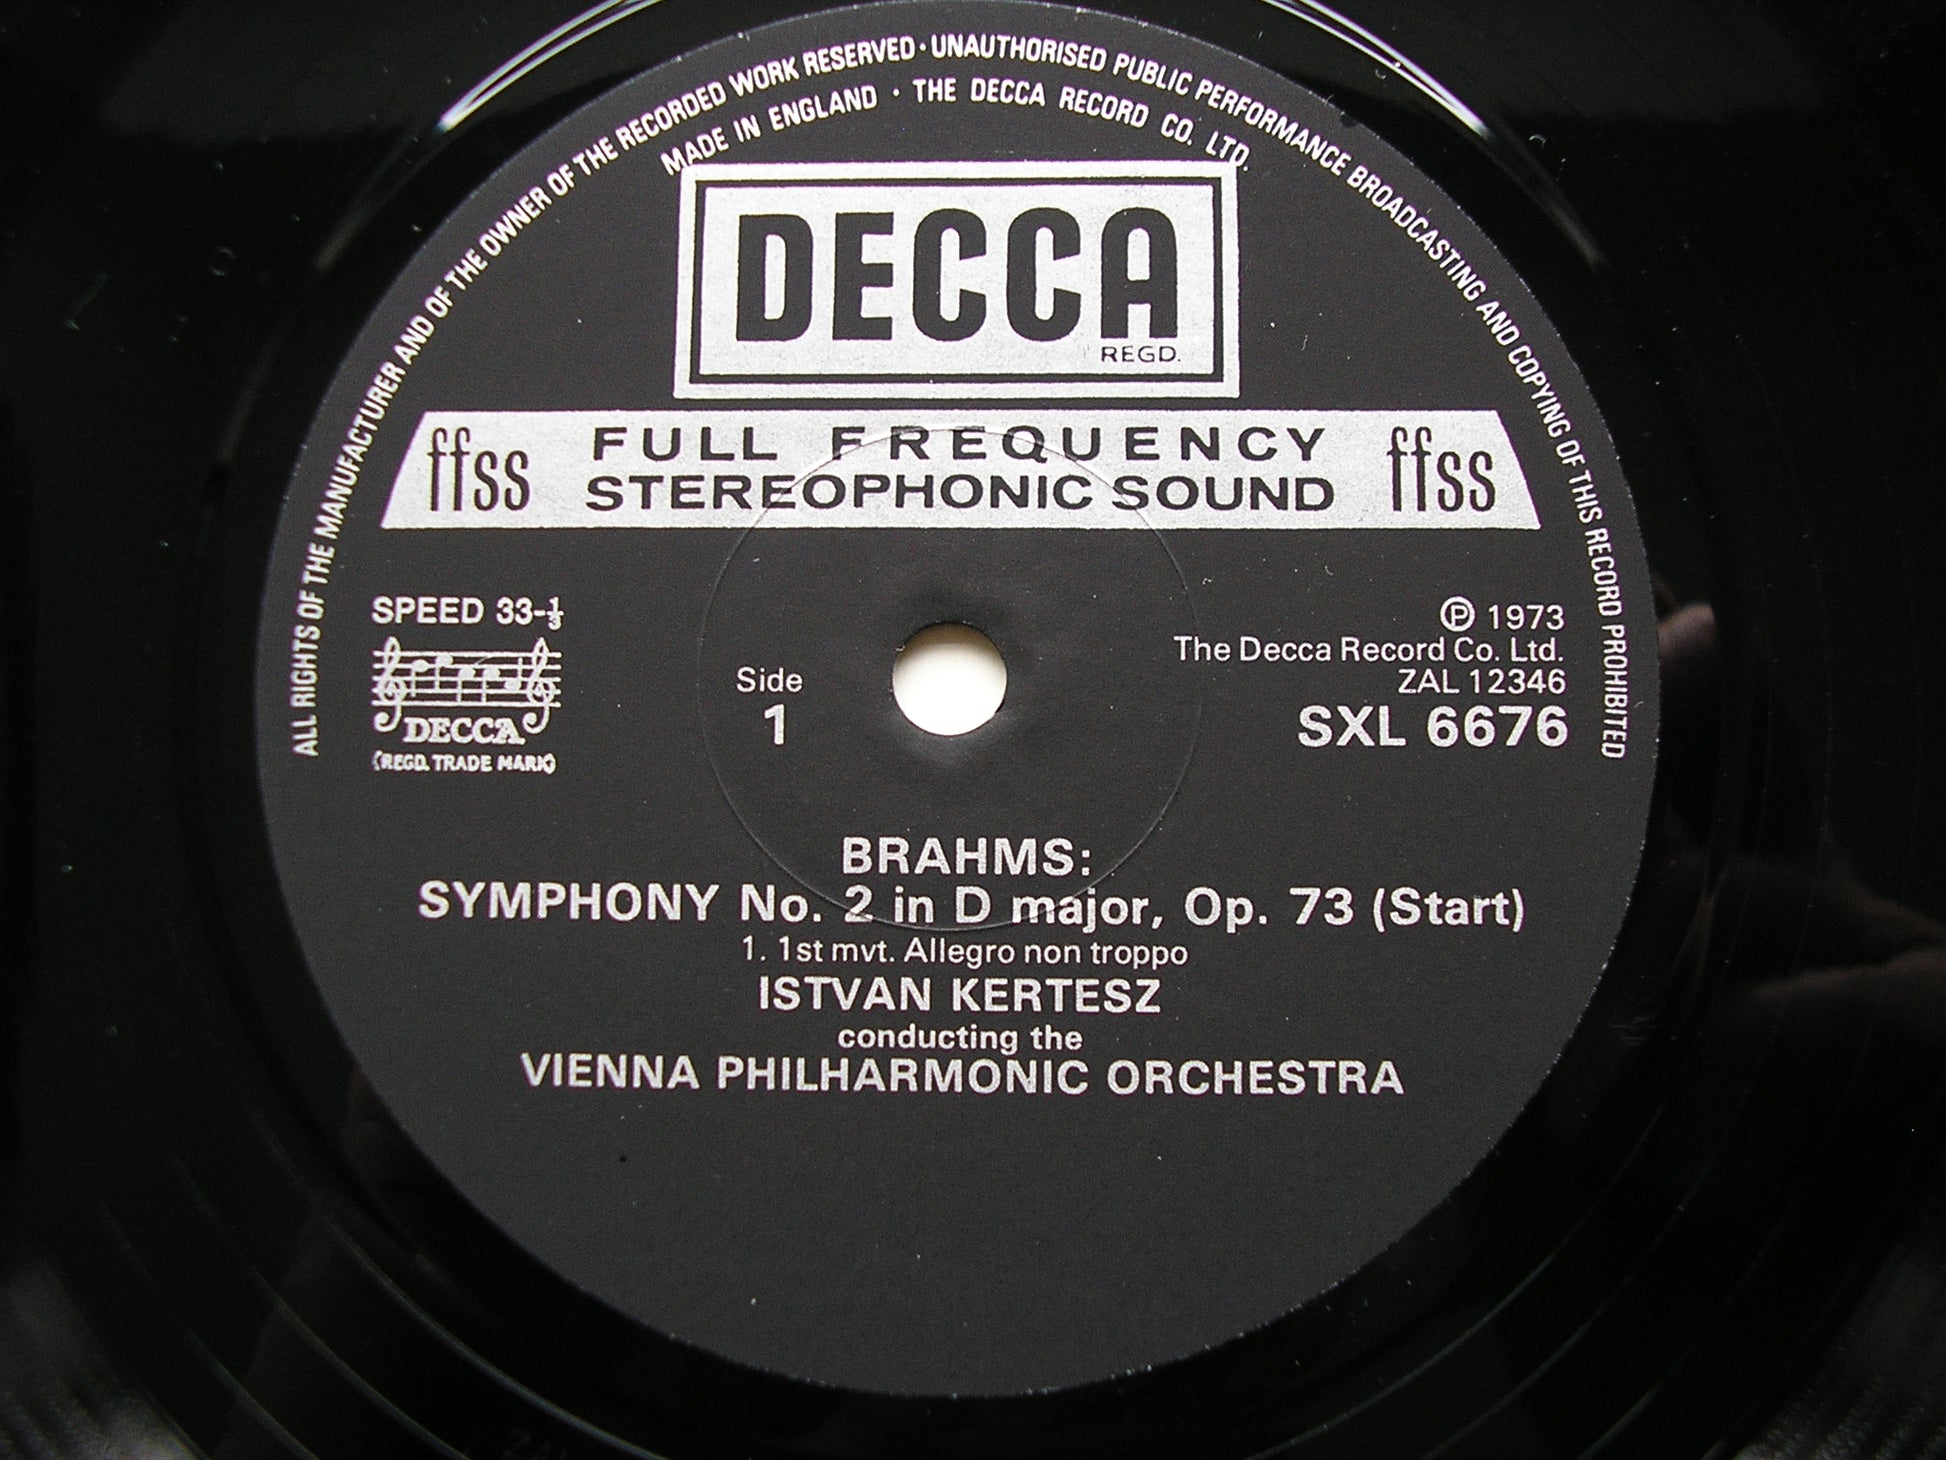 ALL RIGHTS OF THE MANUFACTURER AND OF THE OWNER OF THE RECORDED WORK RESERVED · UNAUTHORISED PUBLIC PERFORMANCE BROADCASTING AND COPYING OF THIS RECORD PROHIBITED
MADE IN ENGLAND · THE DECCA RECORD CO. LTD.
DECCA
REGD.
ffss FULL FREQUENCY STEREOPHONIC SOUND ffss
SPEED 33-⅓
DECCA
(REGD. TRADE MARK)
Side
1
℗ 1973
The Decca Record Co. Ltd.
ZAL 12346
SXL 6676
BRAHMS:
SYMPHONY No. 2 in D major, Op. 73 (Start)
1. 1st mvt. Allegro non troppo
ISTVAN KERTESZ
conducting the
VIENNA PHILHARMONIC ORCHESTRA